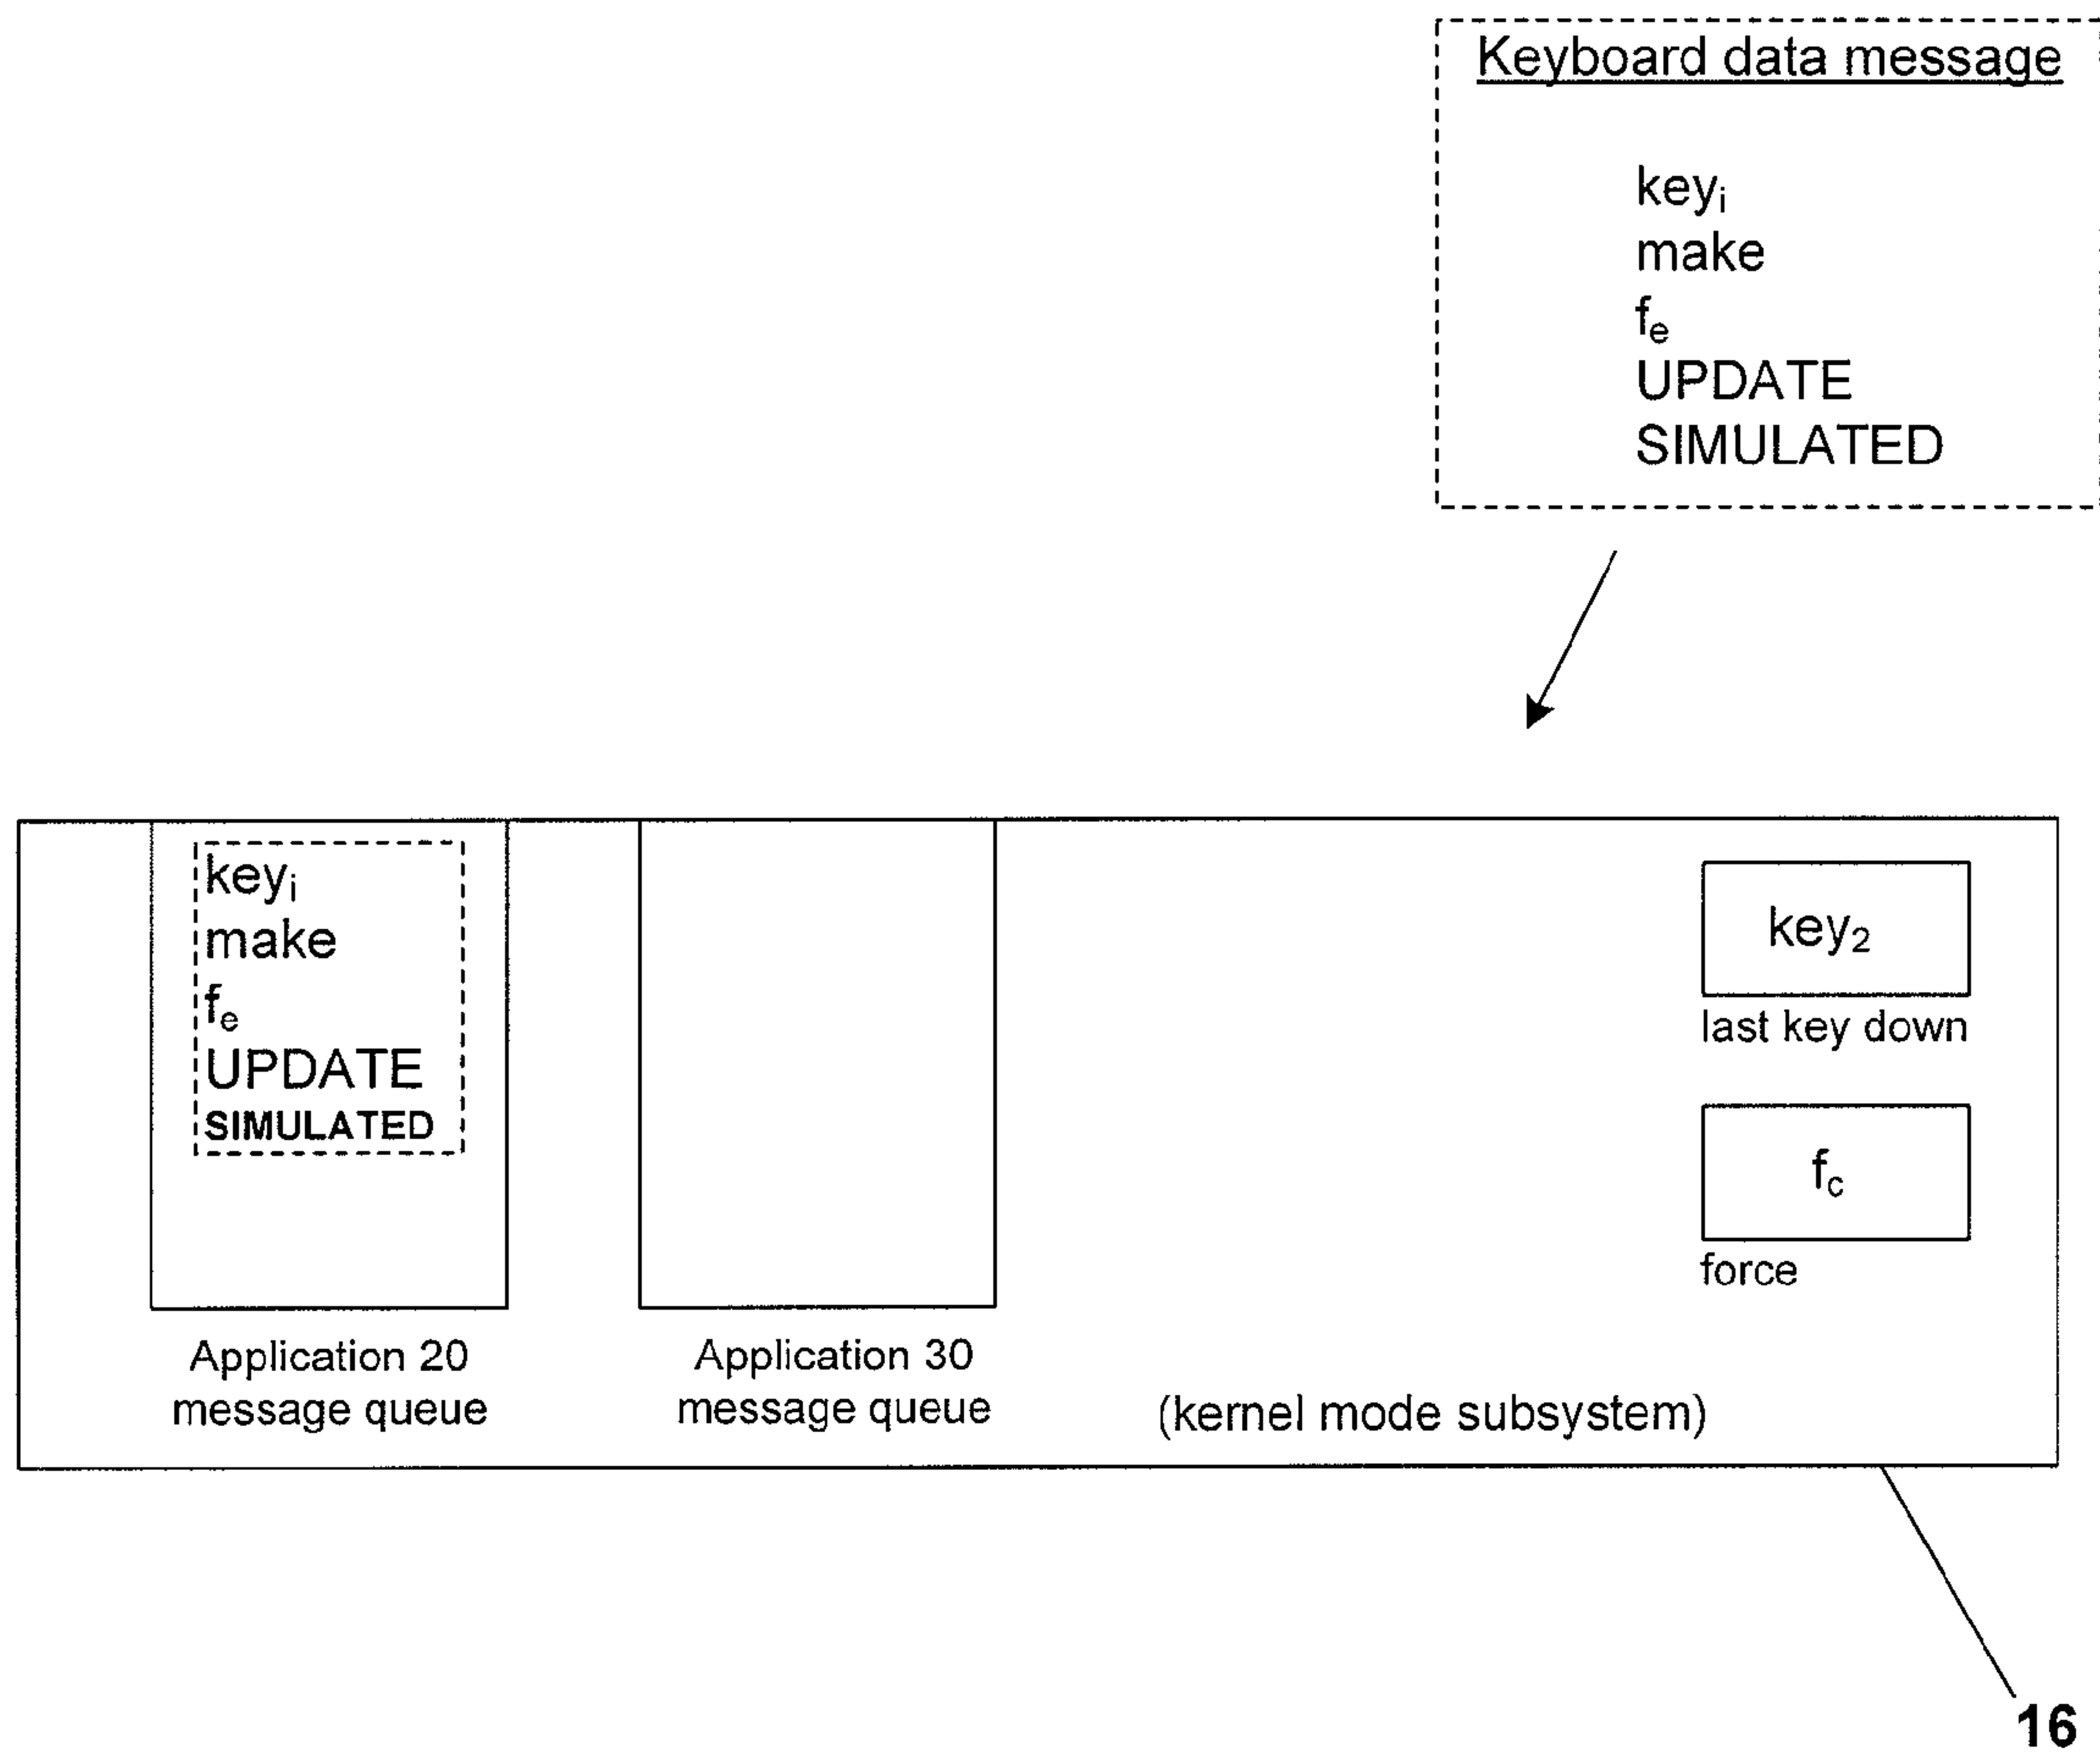 Keyboard data message
keyᵢ
make
fₑ
UPDATE
SIMULATED
keyᵢ
make
fₑ
UPDATE
SIMULATED
key₂
last key down
f꜀
force
Application 20
message queue
Application 30
message queue
(kernel mode subsystem)
16